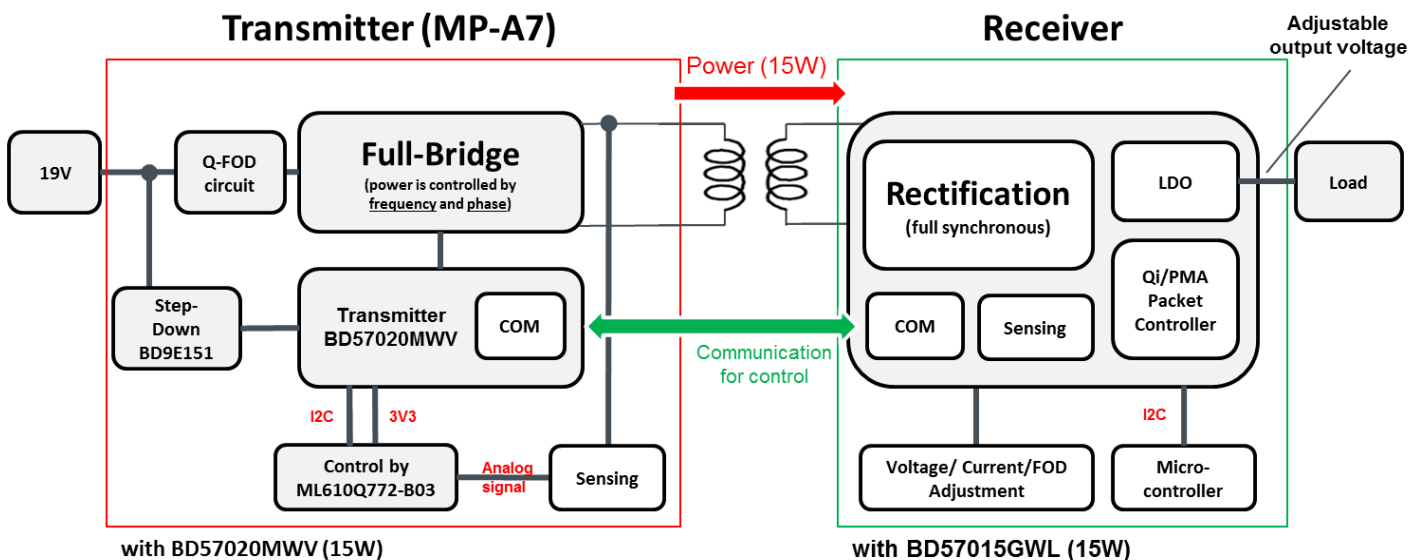 Transmitter (MP-A7)
Receiver
Adjustable
output voltage
Power (15W)
19V
Q-FOD
circuit
Full-Bridge
(power is controlled by
frequency and phase)
Rectification
(full synchronous)
LDO
Load
Step-
Down
BD9E151
Transmitter
BD57020MWV
COM
Communication
for control
COM
Sensing
Qi/PMA
Packet
Controller
I2C
3V3
I2C
Control by
ML610Q772-B03
Analog
signal
Sensing
Voltage/ Current/FOD
Adjustment
Micro-
controller
with BD57020MWV (15W)
with BD57015GWL (15W)